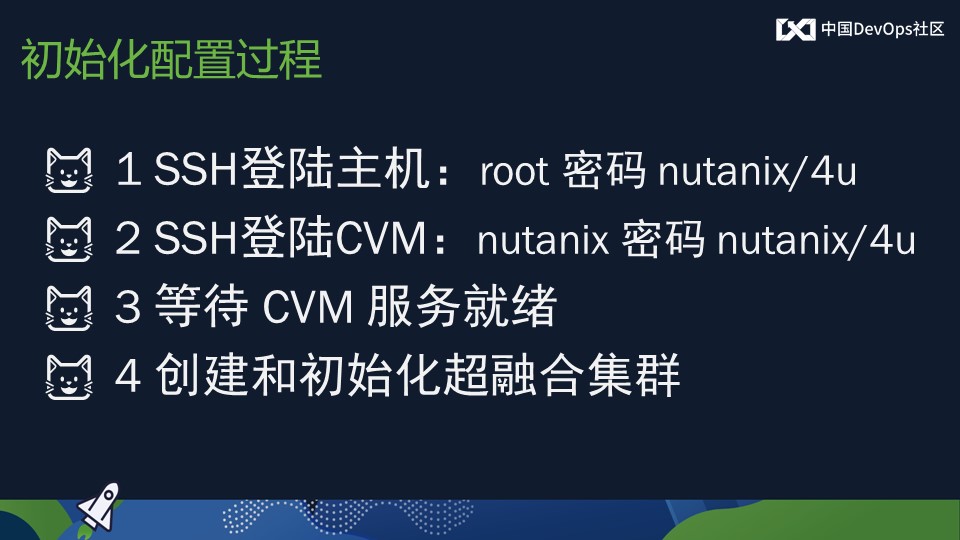 中国DevOps社区
初始化配置过程
1 SSH登陆主机：root 密码 nutanix/4u
2 SSH登陆CVM：nutanix 密码 nutanix/4u
3 等待 CVM 服务就绪
4 创建和初始化超融合集群